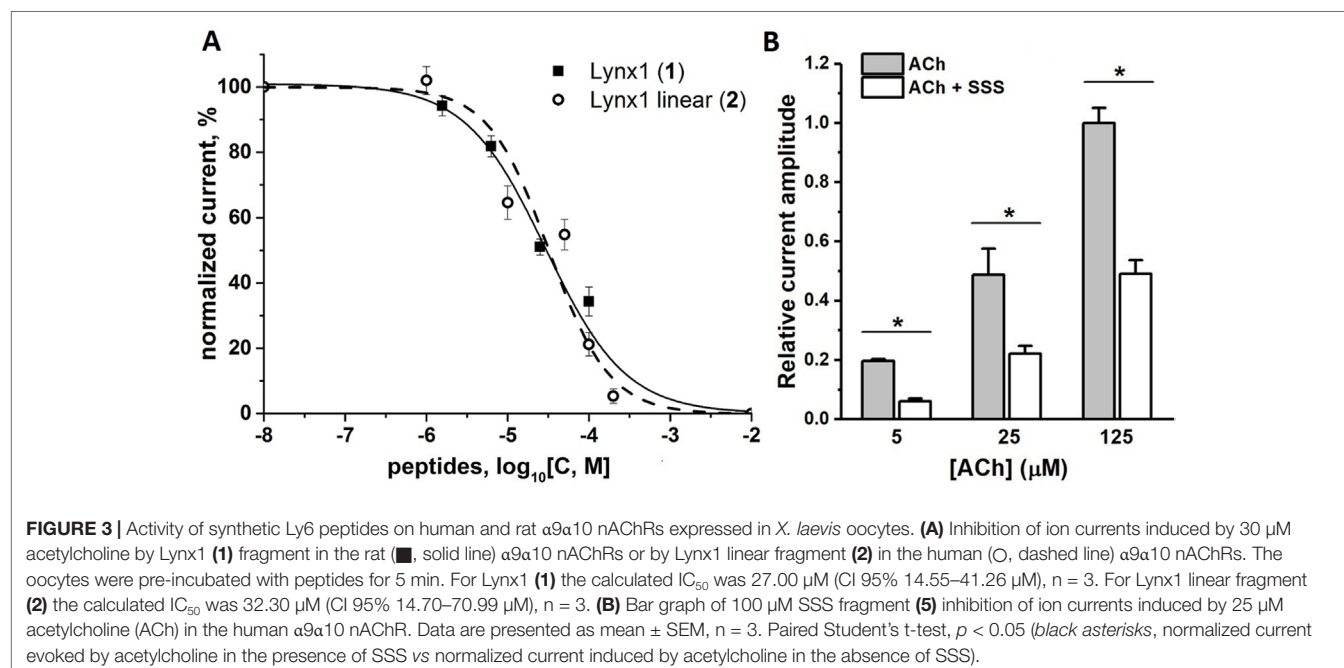 A
normalized current, %
100
80
60
40
20
0
-8 -7 -6 -5 -4 -3 -2
peptides, log₁₀[C, M]
■ Lynx1 (1)
○ Lynx1 linear (2)
B
Relative current amplitude
1.2
1.0
0.8
0.6
0.4
0.2
0.0
ACh
ACh + SSS
*
*
*
5 25 125
[ACh] (μM)
FIGURE 3 | Activity of synthetic Ly6 peptides on human and rat α9α10 nAChRs expressed in X. laevis oocytes. (A) Inhibition of ion currents induced by 30 μM
acetylcholine by Lynx1 (1) fragment in the rat (■, solid line) α9α10 nAChRs or by Lynx1 linear fragment (2) in the human (○, dashed line) α9α10 nAChRs. The
oocytes were pre-incubated with peptides for 5 min. For Lynx1 (1) the calculated IC₅₀ was 27.00 μM (CI 95% 14.55–41.26 μM), n = 3. For Lynx1 linear fragment
(2) the calculated IC₅₀ was 32.30 μM (CI 95% 14.70–70.99 μM), n = 3. (B) Bar graph of 100 μM SSS fragment (5) inhibition of ion currents induced by 25 μM
acetylcholine (ACh) in the human α9α10 nAChR. Data are presented as mean ± SEM, n = 3. Paired Student's t-test, p < 0.05 (black asterisks, normalized current
evoked by acetylcholine in the presence of SSS vs normalized current induced by acetylcholine in the absence of SSS).